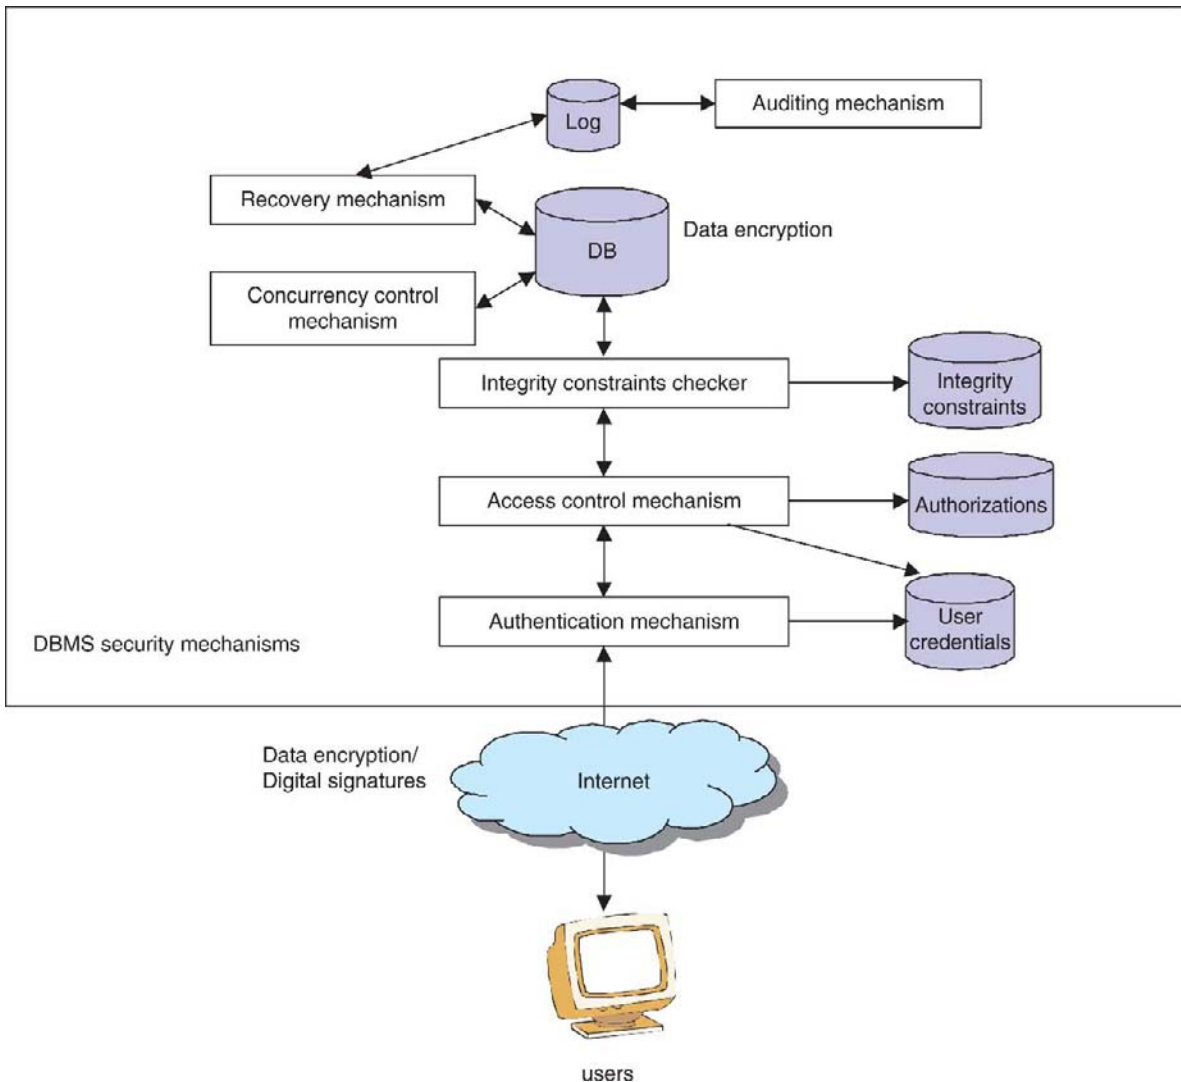 Log
Auditing mechanism
Recovery mechanism
DB
Data encryption
Concurrency control
mechanism
Integrity constraints checker
Integrity
constraints
Access control mechanism
Authorizations
Authentication mechanism
User
credentials
DBMS security mechanisms
Data encryption/
Digital signatures
Internet
users